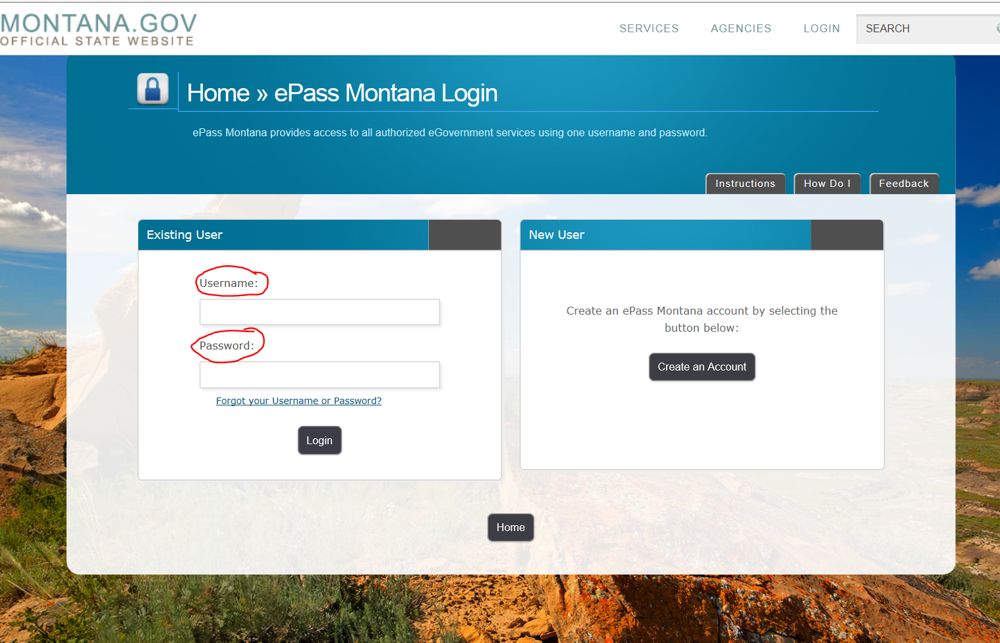 MONTANA.GOV
OFFICIAL STATE WEBSITE
SERVICES AGENCIES LOGIN SEARCH
Home » ePass Montana Login
ePass Montana provides access to all authorized eGovernment services using one username and password.
Instructions How Do I Feedback
Existing User
Username:
Password:
Forgot your Username or Password?
Login
New User
Create an ePass Montana account by selecting the
button below:
Create an Account
Home